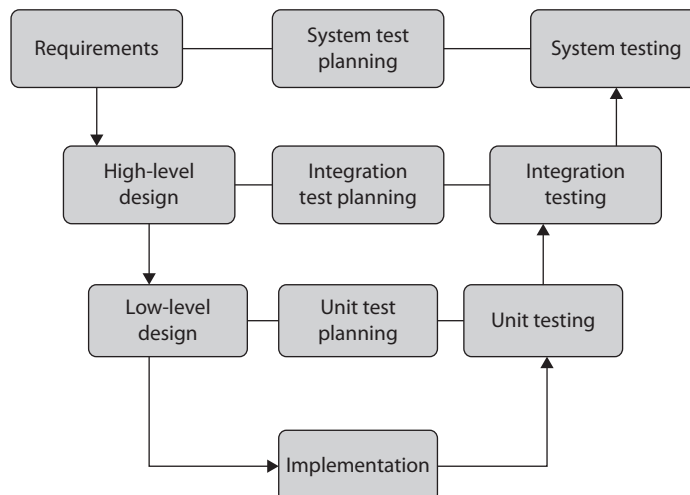 Requirements
System test
planning
System testing
High-level
design
Integration
test planning
Integration
testing
Low-level
design
Unit test
planning
Unit testing
Implementation